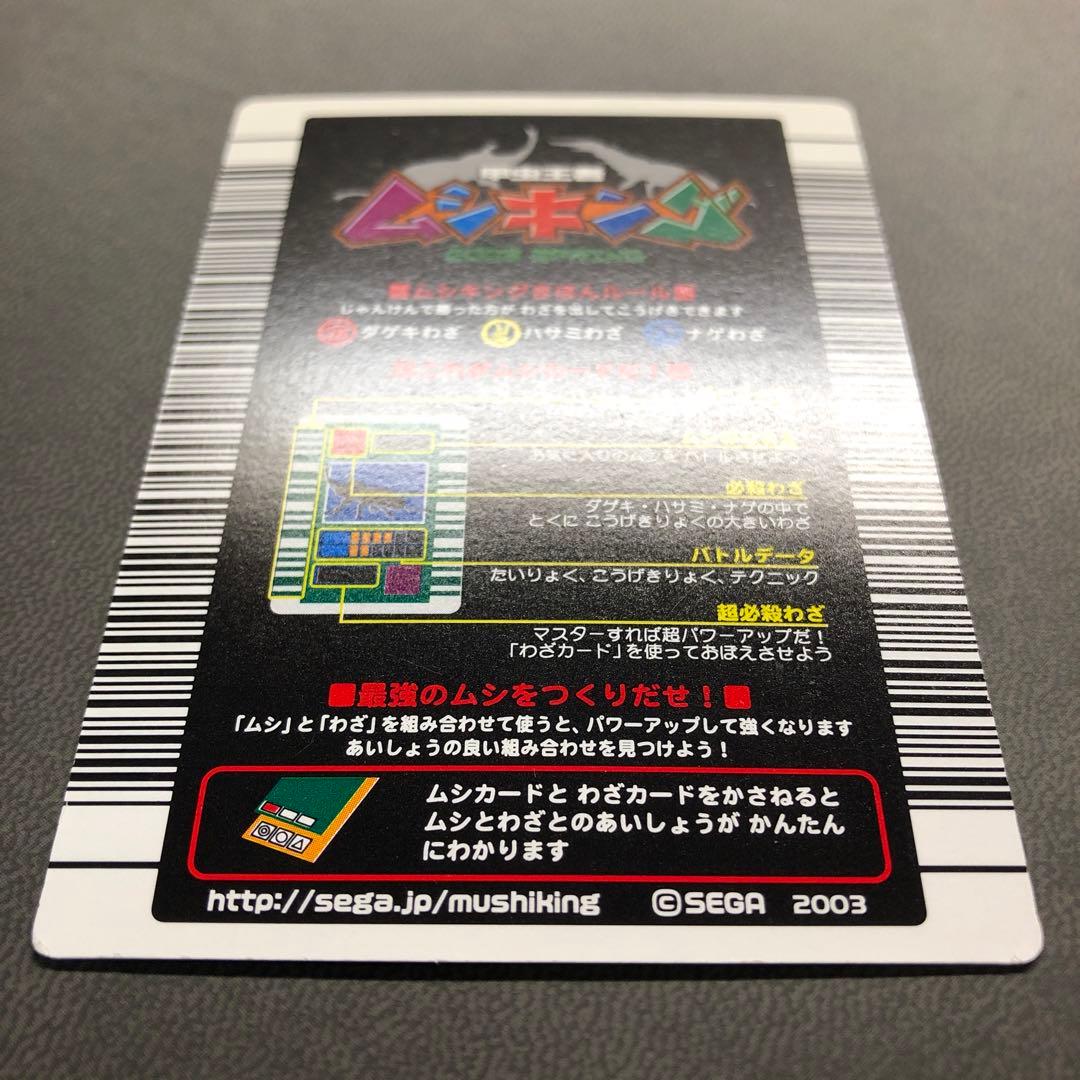 甲虫王者
ムシキング
2003 SPRING
■ムシキングきほんルール■
じゃんけんで勝った方が わざを出してこうげきできます
ダゲキわざ ハサミわざ ナゲわざ
必殺わざ
ダゲキ・ハサミ・ナゲの中で
とくに こうげきりょくの大きいわざ
バトルデータ
たいりょく、こうげきりょく、テクニック
超必殺わざ
マスターすれば超パワーアップだ！
「わざカード」を使っておぼえさせよう
■最強のムシをつくりだせ！■
「ムシ」と「わざ」を組み合わせて使うと、パワーアップして強くなります
あいしょうの良い組み合わせを見つけよう！
ムシカードと わざカードをかさねると
ムシとわざとのあいしょうが かんたん
にわかります
http://sega.jp/mushiking ©SEGA 2003